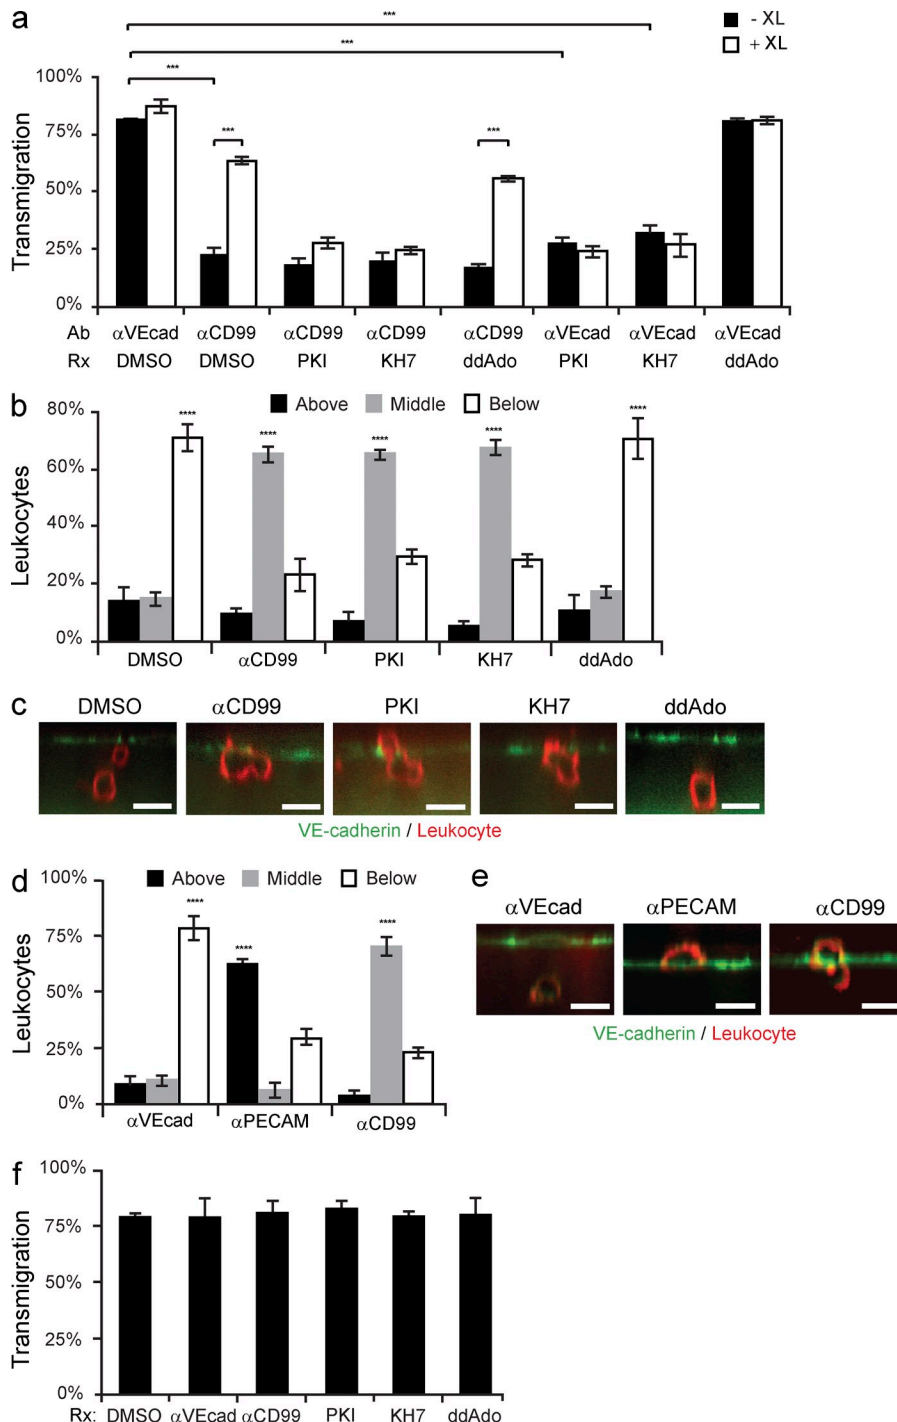 a
***
***
***
- XL
+ XL
100%
75%
50%
25%
0%
Transmigration
***
***
Ab αVEcad αCD99 αCD99 αCD99 αCD99 αVEcad αVEcad αVEcad
Rx DMSO DMSO PKI KH7 ddAdo PKI KH7 ddAdo
b
Above Middle Below
80%
60%
40%
20%
0%
Leukocytes
**** **** **** **** ****
DMSO αCD99 PKI KH7 ddAdo
c
DMSO αCD99 PKI KH7 ddAdo
VE-cadherin / Leukocyte
d
Above Middle Below
100%
75%
50%
25%
0%
Leukocytes
**** **** ****
αVEcad αPECAM αCD99
e
αVEcad αPECAM αCD99
VE-cadherin / Leukocyte
f
100%
75%
50%
25%
0%
Transmigration
Rx: DMSO αVEcad αCD99 PKI KH7 ddAdo